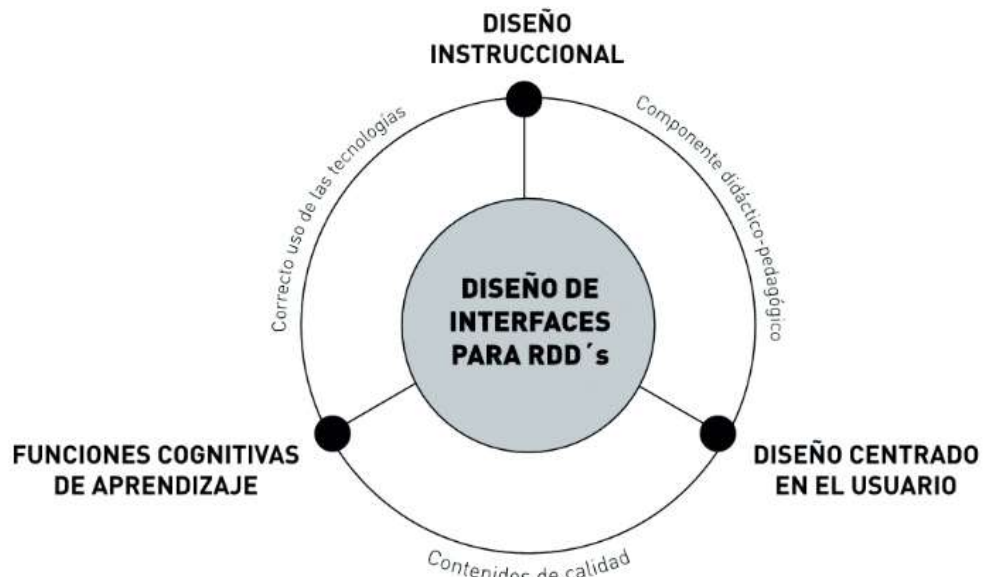 DISEÑO
INSTRUCCIONAL
Correcto uso de las tecnologías
Componente didáctico-pedagógico
DISEÑO DE
INTERFACES
PARA RDD´s
FUNCIONES COGNITIVAS
DE APRENDIZAJE
DISEÑO CENTRADO
EN EL USUARIO
Contenidos de calidad